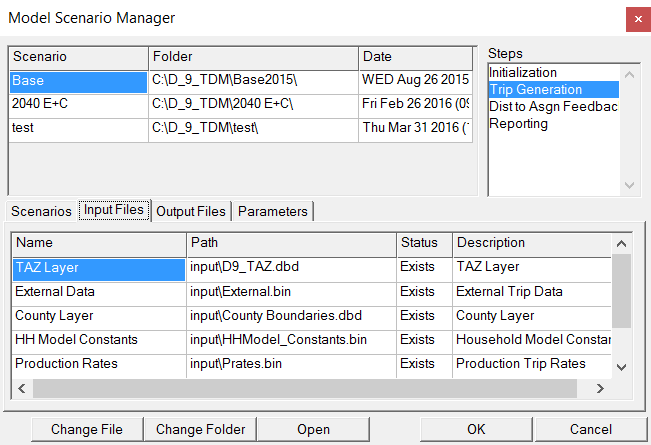 Model Scenario Manager
Scenario Folder Date
Base C:\D_9_TDM\Base2015\ WED Aug 26 2015
2040 E+C C:\D_9_TDM\2040 E+C\ Fri Feb 26 2016 (09
test C:\D_9_TDM\test\ Thu Mar 31 2016 (
Steps
Initialization
Trip Generation
Dist to Asgn Feedbac
Reporting
Scenarios Input Files Output Files Parameters
Name Path Status Description
TAZ Layer input\D9_TAZ.dbd Exists TAZ Layer
External Data input\External.bin Exists External Trip Data
County Layer input\County Boundaries.dbd Exists County Layer
HH Model Constants input\HHModel_Constants.bin Exists Household Model Constar
Production Rates input\Prates.bin Exists Production Trip Rates
Change File Change Folder Open OK Cancel